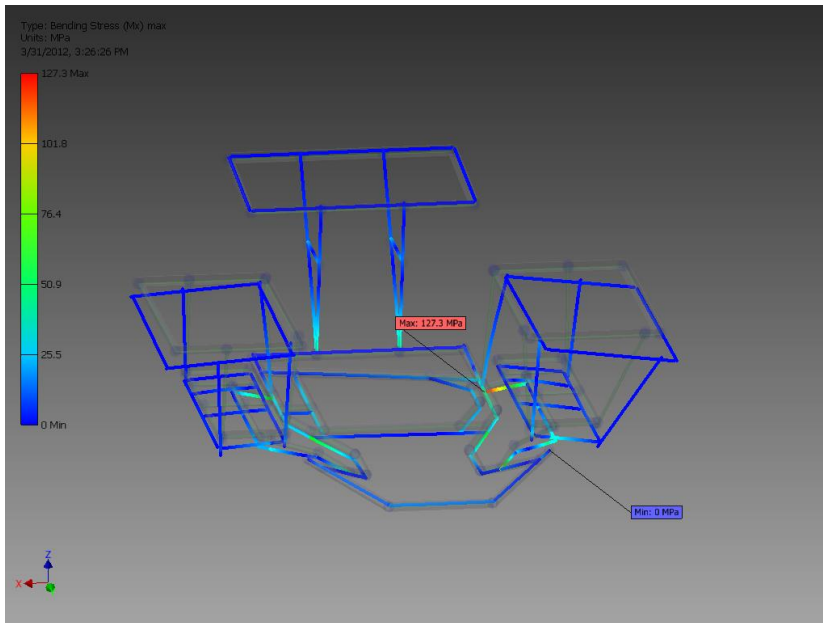 Type: Bending Stress (Mx) max
Units: MPa
3/31/2012, 3:26:26 PM
127.3 Max
101.8
76.4
50.9
25.5
0 Min
Max: 127.3 MPa
Min: 0 MPa
Z
X